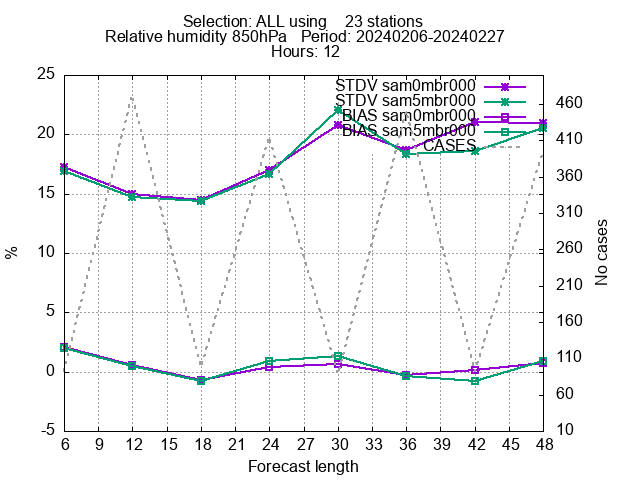 Selection: ALL using 23 stations
Relative humidity 850hPa Period: 20240206-20240227
Hours: 12
STDV sam0mbr000
STDV sam5mbr000
BIAS sam0mbr000
BIAS sam5mbr000
CASES
25
20
15
10
5
0
-5
%
460
410
360
310
260
210
160
110
60
10
No cases
6 9 12 15 18 21 24 27 30 33 36 39 42 45 48
Forecast length